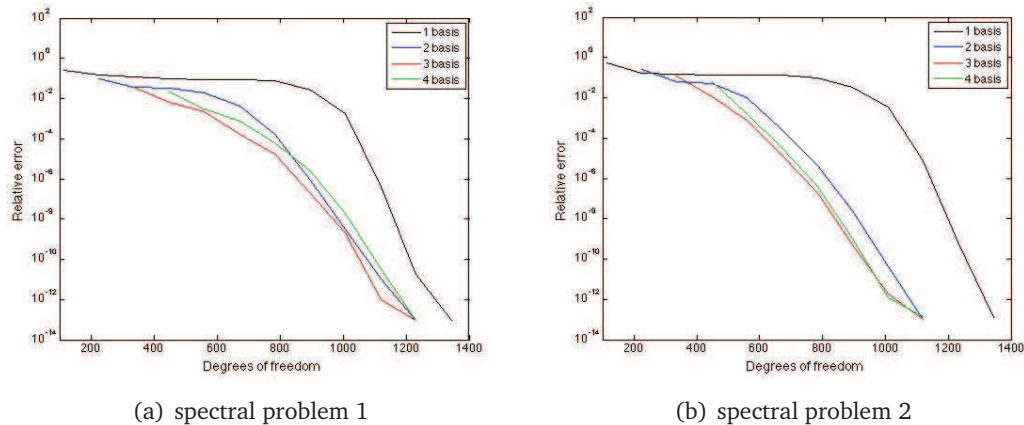 10^2
10^0
10^-2
10^-4
10^-6
10^-8
10^-10
10^-12
10^-14
Relative error
1 basis
2 basis
3 basis
4 basis
200 400 600 800 1000 1200 1400
Degrees of freedom
(a) spectral problem 1
10^2
10^0
10^-2
10^-4
10^-6
10^-8
10^-10
10^-12
10^-14
Relative error
1 basis
2 basis
3 basis
4 basis
200 400 600 800 1000 1200 1400
Degrees of freedom
(b) spectral problem 2